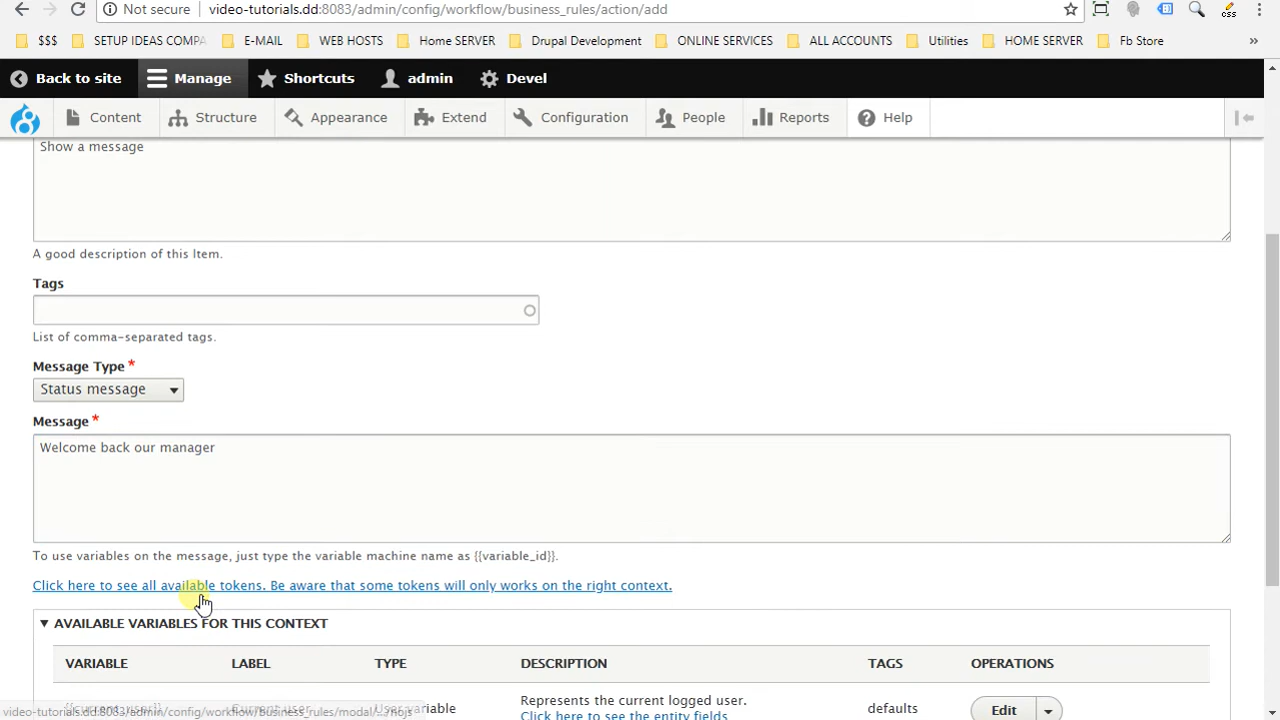 Not secure | video-tutorials.dd:8083/admin/config/workflow/business_rules/action/add
$$$ SETUP IDEAS COMPA E-MAIL WEB HOSTS Home SERVER Drupal Development ONLINE SERVICES ALL ACCOUNTS Utilities HOME SERVER Fb Store »
Back to site Manage Shortcuts admin Devel
Content Structure Appearance Extend Configuration People Reports Help
Show a message
A good description of this Item.
Tags
List of comma-separated tags.
Message Type *
Status message
Message *
Welcome back our manager
To use variables on the message, just type the variable machine name as {{variable_id}}.
Click here to see all available tokens. Be aware that some tokens will only works on the right context.
AVAILABLE VARIABLES FOR THIS CONTEXT
VARIABLE LABEL TYPE DESCRIPTION TAGS OPERATIONS
{{current_user}} Current user User variable Represents the current logged user. defaults Edit
Click here to see the entity fields
video-tutorials.dd:8083/admin/config/workflow/business_rules/modal/.../nojs